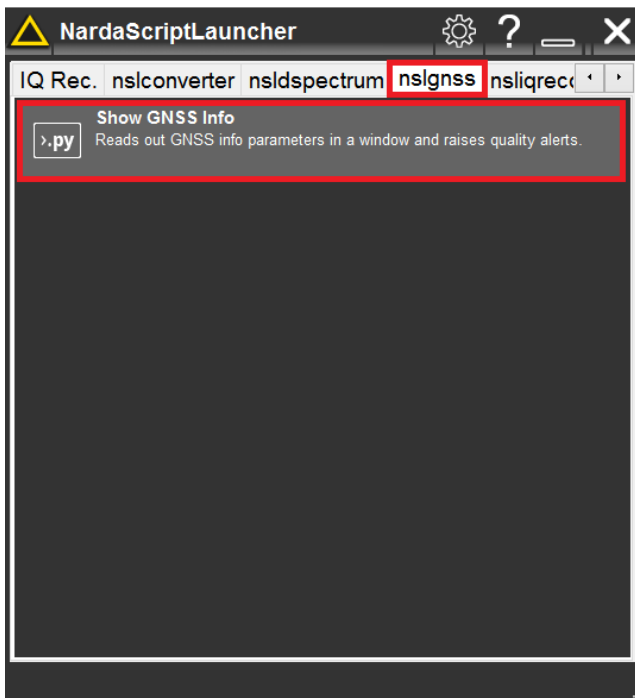 NardaScriptLauncher ?
IQ Rec. nslconverter nsldspectrum nslgnss nsliqrec
Show GNSS Info
>.py Reads out GNSS info parameters in a window and raises quality alerts.